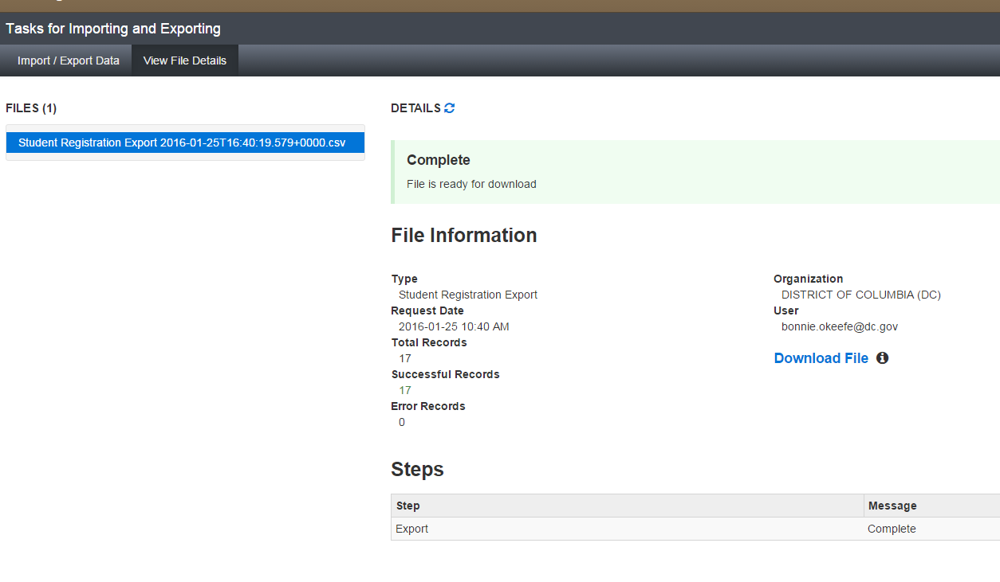 Tasks for Importing and Exporting
Import / Export Data
View File Details
FILES (1)
Student Registration Export 2016-01-25T16:40:19.579+0000.csv
DETAILS
Complete
File is ready for download
File Information
Type
Student Registration Export
Request Date
2016-01-25 10:40 AM
Total Records
17
Successful Records
17
Error Records
0
Organization
DISTRICT OF COLUMBIA (DC)
User
bonnie.okeefe@dc.gov
Download File
Steps
Step Message
Export Complete